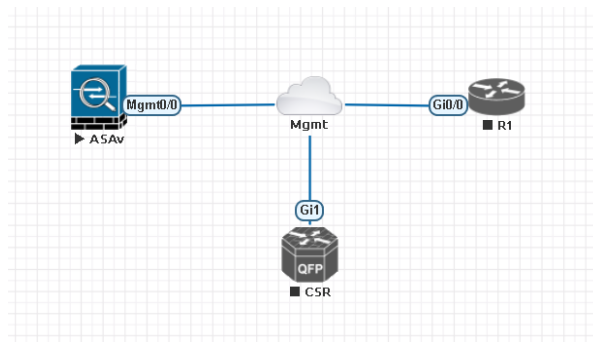 Mgmt0/0
Gi0/0
Mgmt
ASAv
R1
Gi1
QFP
CSR